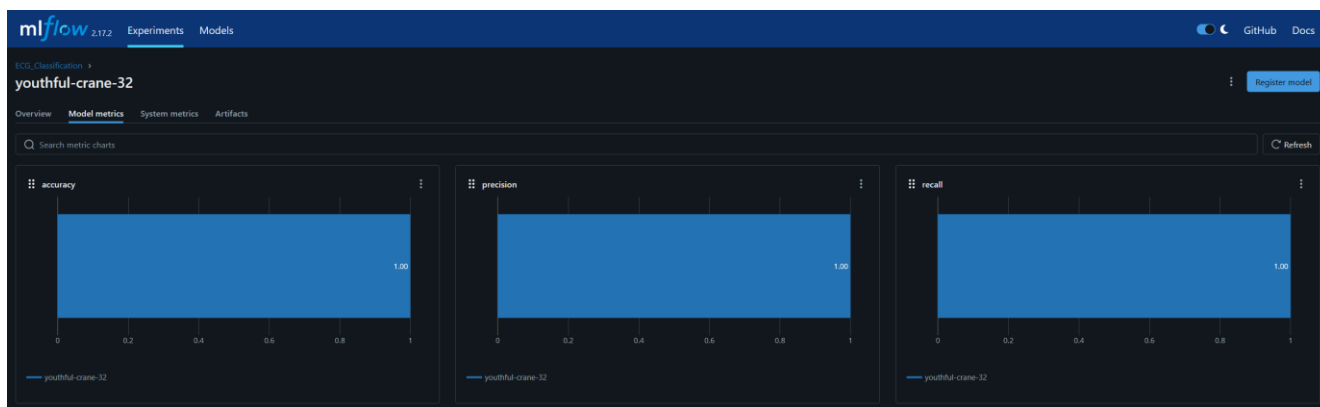 mlflow 2.17.2 Experiments Models GitHub Docs
ECG_Classification >
youthful-crane-32
Register model
Overview Model metrics System metrics Artifacts
Search metric charts
Refresh
accuracy
1.00
0 0.2 0.4 0.6 0.8 1
youthful-crane-32
precision
1.00
0 0.2 0.4 0.6 0.8 1
youthful-crane-32
recall
1.00
0 0.2 0.4 0.6 0.8 1
youthful-crane-32